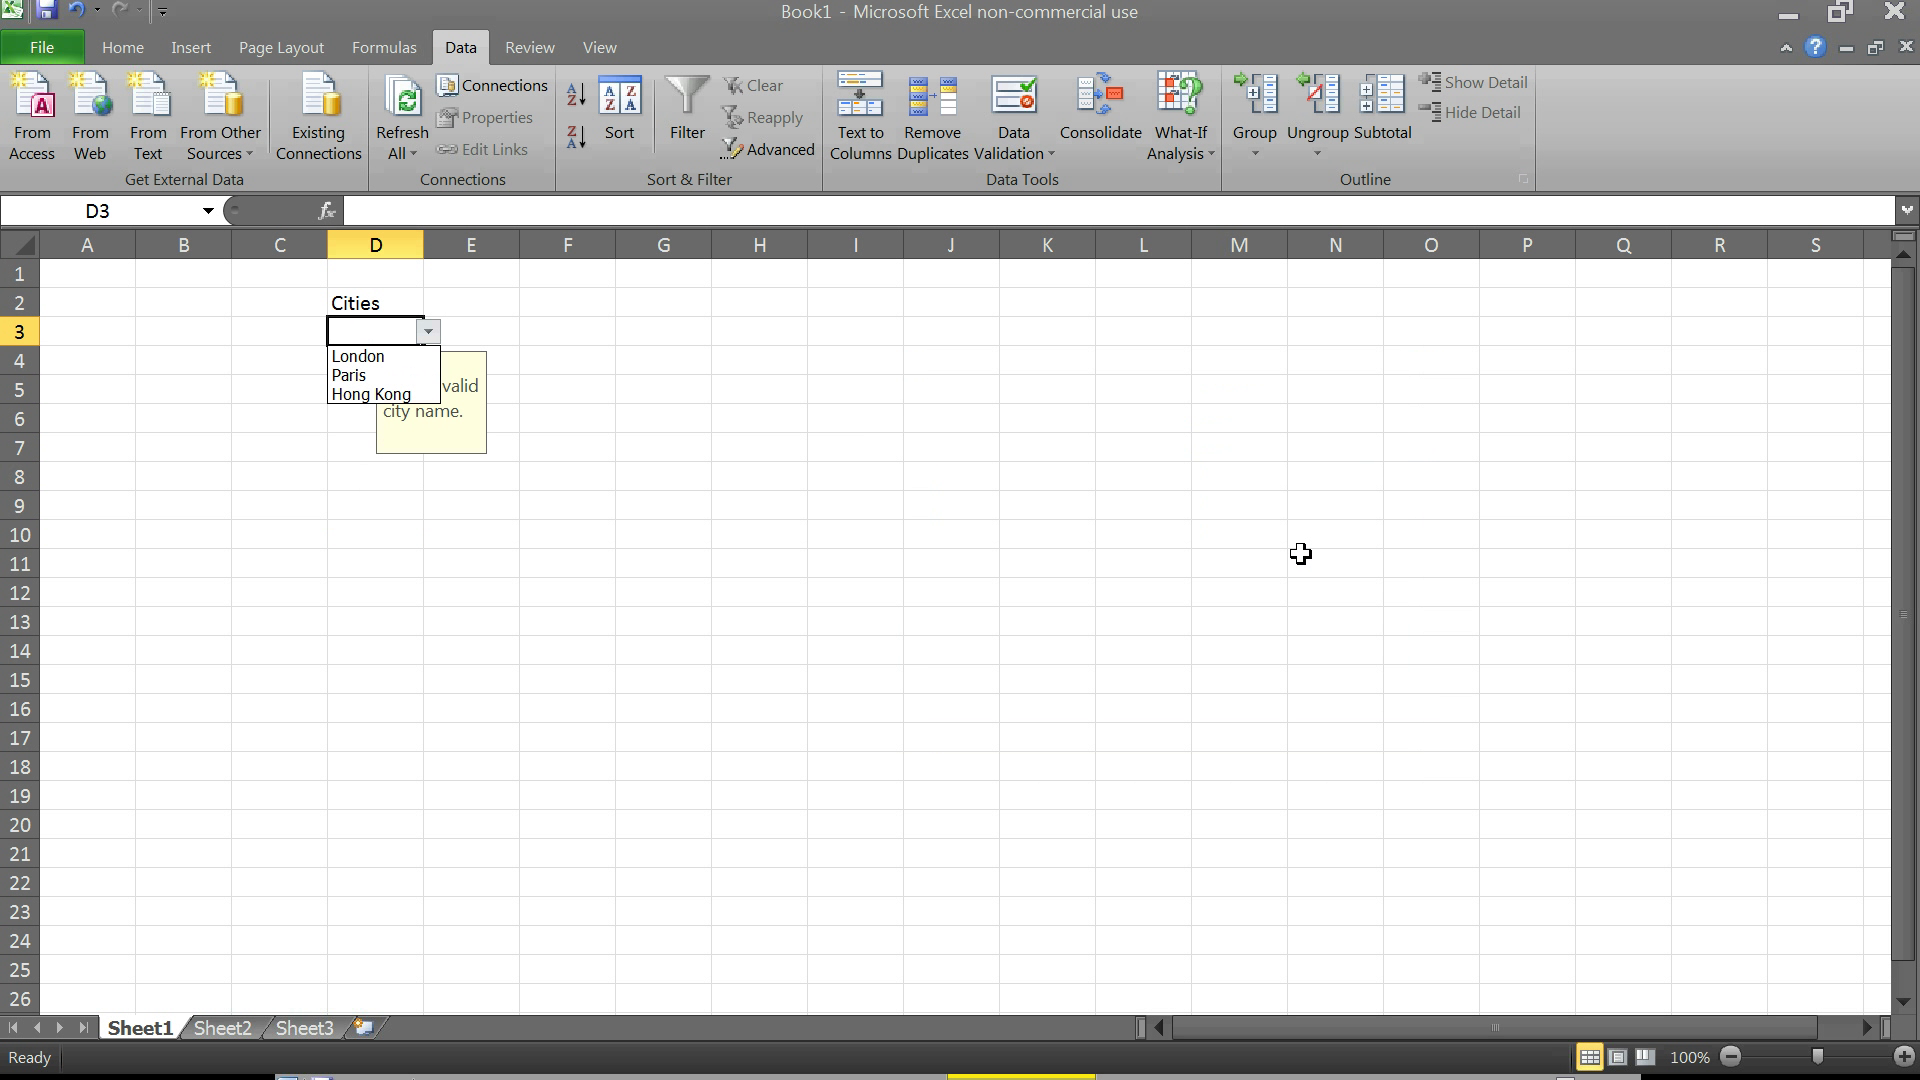 Book1 - Microsoft Excel non-commercial use
File Home Insert Page Layout Formulas Data Review View
From Access
From Web
From Text
From Other Sources
Existing Connections
Get External Data
Refresh All
Connections
Properties
Edit Links
Connections
A Z
Z A
A Z Z A
Sort
Filter
Clear
Reapply
Advanced
Sort & Filter
Text to Columns
Remove Duplicates
Data Validation
Consolidate
What-If Analysis
Data Tools
Group
Ungroup
Subtotal
Show Detail
Hide Detail
Outline
D3 fx
A B C D E F G H I J K L M N O P Q R S
1
2 Cities
3
4 London
Paris
5 valid
Hong Kong
6 city name.
7
8
9
10
11
12
13
14
15
16
17
18
19
20
21
22
23
24
25
26
Sheet1 Sheet2 Sheet3
Ready 100%